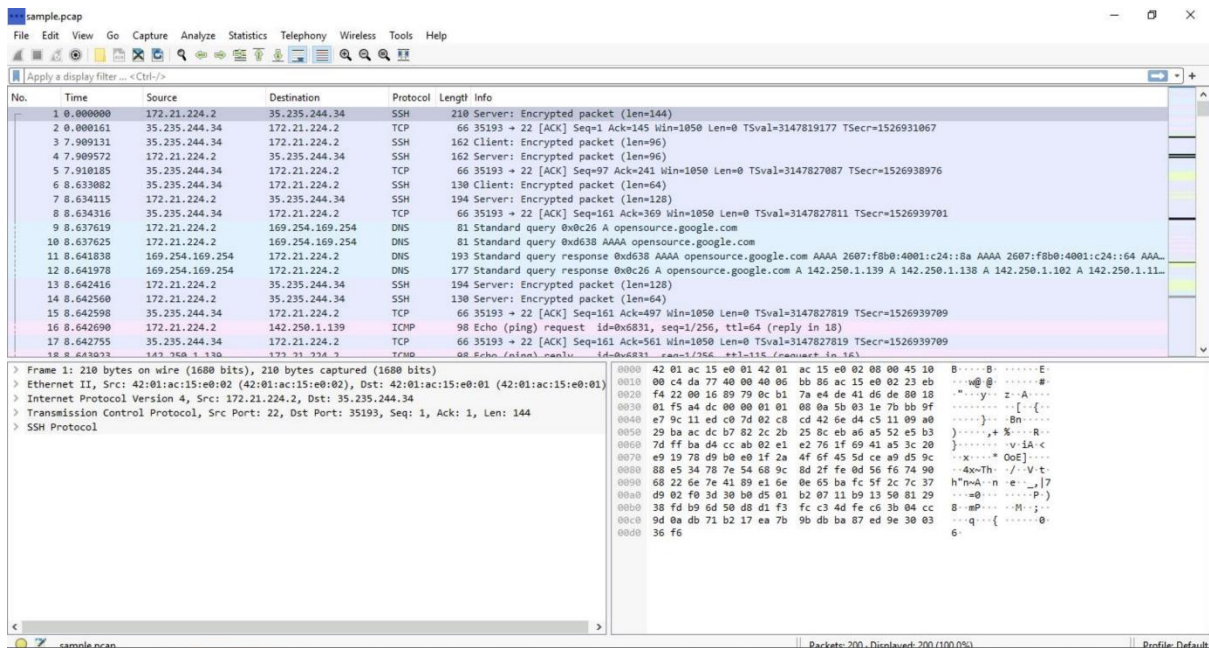 sample.pcap
File Edit View Go Capture Analyze Statistics Telephony Wireless Tools Help
Apply a display filter ... <Ctrl-/>
No. Time Source Destination Protocol Length Info
1 0.000000 172.21.224.2 35.235.244.34 SSH 210 Server: Encrypted packet (len=144)
2 0.000161 35.235.244.34 172.21.224.2 TCP 66 35193 → 22 [ACK] Seq=1 Ack=145 Win=1050 Len=0 TSval=3147819177 TSecr=1526931067
3 7.909131 35.235.244.34 172.21.224.2 SSH 162 Client: Encrypted packet (len=96)
4 7.909572 172.21.224.2 35.235.244.34 SSH 162 Server: Encrypted packet (len=96)
5 7.910185 35.235.244.34 172.21.224.2 TCP 66 35193 → 22 [ACK] Seq=97 Ack=241 Win=1050 Len=0 TSval=3147827087 TSecr=1526938976
6 8.633082 35.235.244.34 172.21.224.2 SSH 130 Client: Encrypted packet (len=64)
7 8.634115 172.21.224.2 35.235.244.34 SSH 194 Server: Encrypted packet (len=128)
8 8.634316 35.235.244.34 172.21.224.2 TCP 66 35193 → 22 [ACK] Seq=161 Ack=369 Win=1050 Len=0 TSval=3147827811 TSecr=1526939701
9 8.637619 172.21.224.2 169.254.169.254 DNS 81 Standard query 0x0c26 A opensource.google.com
10 8.637625 172.21.224.2 169.254.169.254 DNS 81 Standard query 0xd638 AAAA opensource.google.com
11 8.641838 169.254.169.254 172.21.224.2 DNS 193 Standard query response 0xd638 AAAA opensource.google.com AAAA 2607:f8b0:4001:c24::8a AAAA 2607:f8b0:4001:c24::64 AAA…
12 8.641978 169.254.169.254 172.21.224.2 DNS 177 Standard query response 0x0c26 A opensource.google.com A 142.250.1.139 A 142.250.1.138 A 142.250.1.102 A 142.250.1.11…
13 8.642416 172.21.224.2 35.235.244.34 SSH 194 Server: Encrypted packet (len=128)
14 8.642560 172.21.224.2 35.235.244.34 SSH 130 Server: Encrypted packet (len=64)
15 8.642598 35.235.244.34 172.21.224.2 TCP 66 35193 → 22 [ACK] Seq=161 Ack=497 Win=1050 Len=0 TSval=3147827819 TSecr=1526939709
16 8.642690 172.21.224.2 142.250.1.139 ICMP 98 Echo (ping) request id=0x6831, seq=1/256, ttl=64 (reply in 18)
17 8.642755 35.235.244.34 172.21.224.2 TCP 66 35193 → 22 [ACK] Seq=161 Ack=561 Win=1050 Len=0 TSval=3147827819 TSecr=1526939709
18 8.643923 142.250.1.139 172.21.224.2 ICMP 98 Echo (ping) reply id=0x6831, seq=1/256, ttl=115 (request in 16)
> Frame 1: 210 bytes on wire (1680 bits), 210 bytes captured (1680 bits)
> Ethernet II, Src: 42:01:ac:15:e0:02 (42:01:ac:15:e0:02), Dst: 42:01:ac:15:e0:01 (42:01:ac:15:e0:01)
> Internet Protocol Version 4, Src: 172.21.224.2, Dst: 35.235.244.34
> Transmission Control Protocol, Src Port: 22, Dst Port: 35193, Seq: 1, Ack: 1, Len: 144
> SSH Protocol
0000 42 01 ac 15 e0 01 42 01 ac 15 e0 02 08 00 45 10 B·····B· ······E·
0010 00 c4 da 77 40 00 40 06 bb 86 ac 15 e0 02 23 eb ···w@·@· ······#·
0020 f4 22 00 16 89 79 0c b1 7a e4 de 41 d6 de 80 18 ·"···y·· z··A····
0030 01 f5 a4 dc 00 00 01 01 08 0a 5b 03 1e 7b bb 9f ········ ··[··{··
0040 e7 9c 11 ed c0 7d 02 c8 cd 42 6e d4 c5 11 09 a0 ·····}·· ·Bn·····
0050 29 ba ac dc b7 82 2c 2b 25 8c eb a6 a5 52 e5 b3 )·····,+ %····R··
0060 7d ff ba d4 cc ab 02 e1 e2 76 1f 69 41 a5 3c 20 }······· ·v·iA·<
0070 e9 19 78 d9 b0 e0 1f 2a 4f 6f 45 5d ce a9 d5 9c ··x····* OoE]····
0080 88 e5 34 78 7e 54 68 9c 8d 2f fe 0d 56 f6 74 90 ··4x~Th· ·/··V·t·
0090 68 22 6e 7e 41 89 e1 6e 0e 65 ba fc 5f 2c 7c 37 h"n~A··n ·e··_,|7
00a0 d9 02 f0 3d 30 b0 d5 01 b2 07 11 b9 13 50 81 29 ···=0··· ·····P·)
00b0 38 fd b9 6d 50 d8 d1 f3 fc c3 4d fe c6 3b 04 cc 8··mP··· ··M··;··
00c0 9d 0a db 71 b2 17 ea 7b 9b db ba 87 ed 9e 30 03 ···q···{ ······0·
00d0 36 f6 6·
sample.pcap Packets: 200 · Displayed: 200 (100.0%) Profile: Default